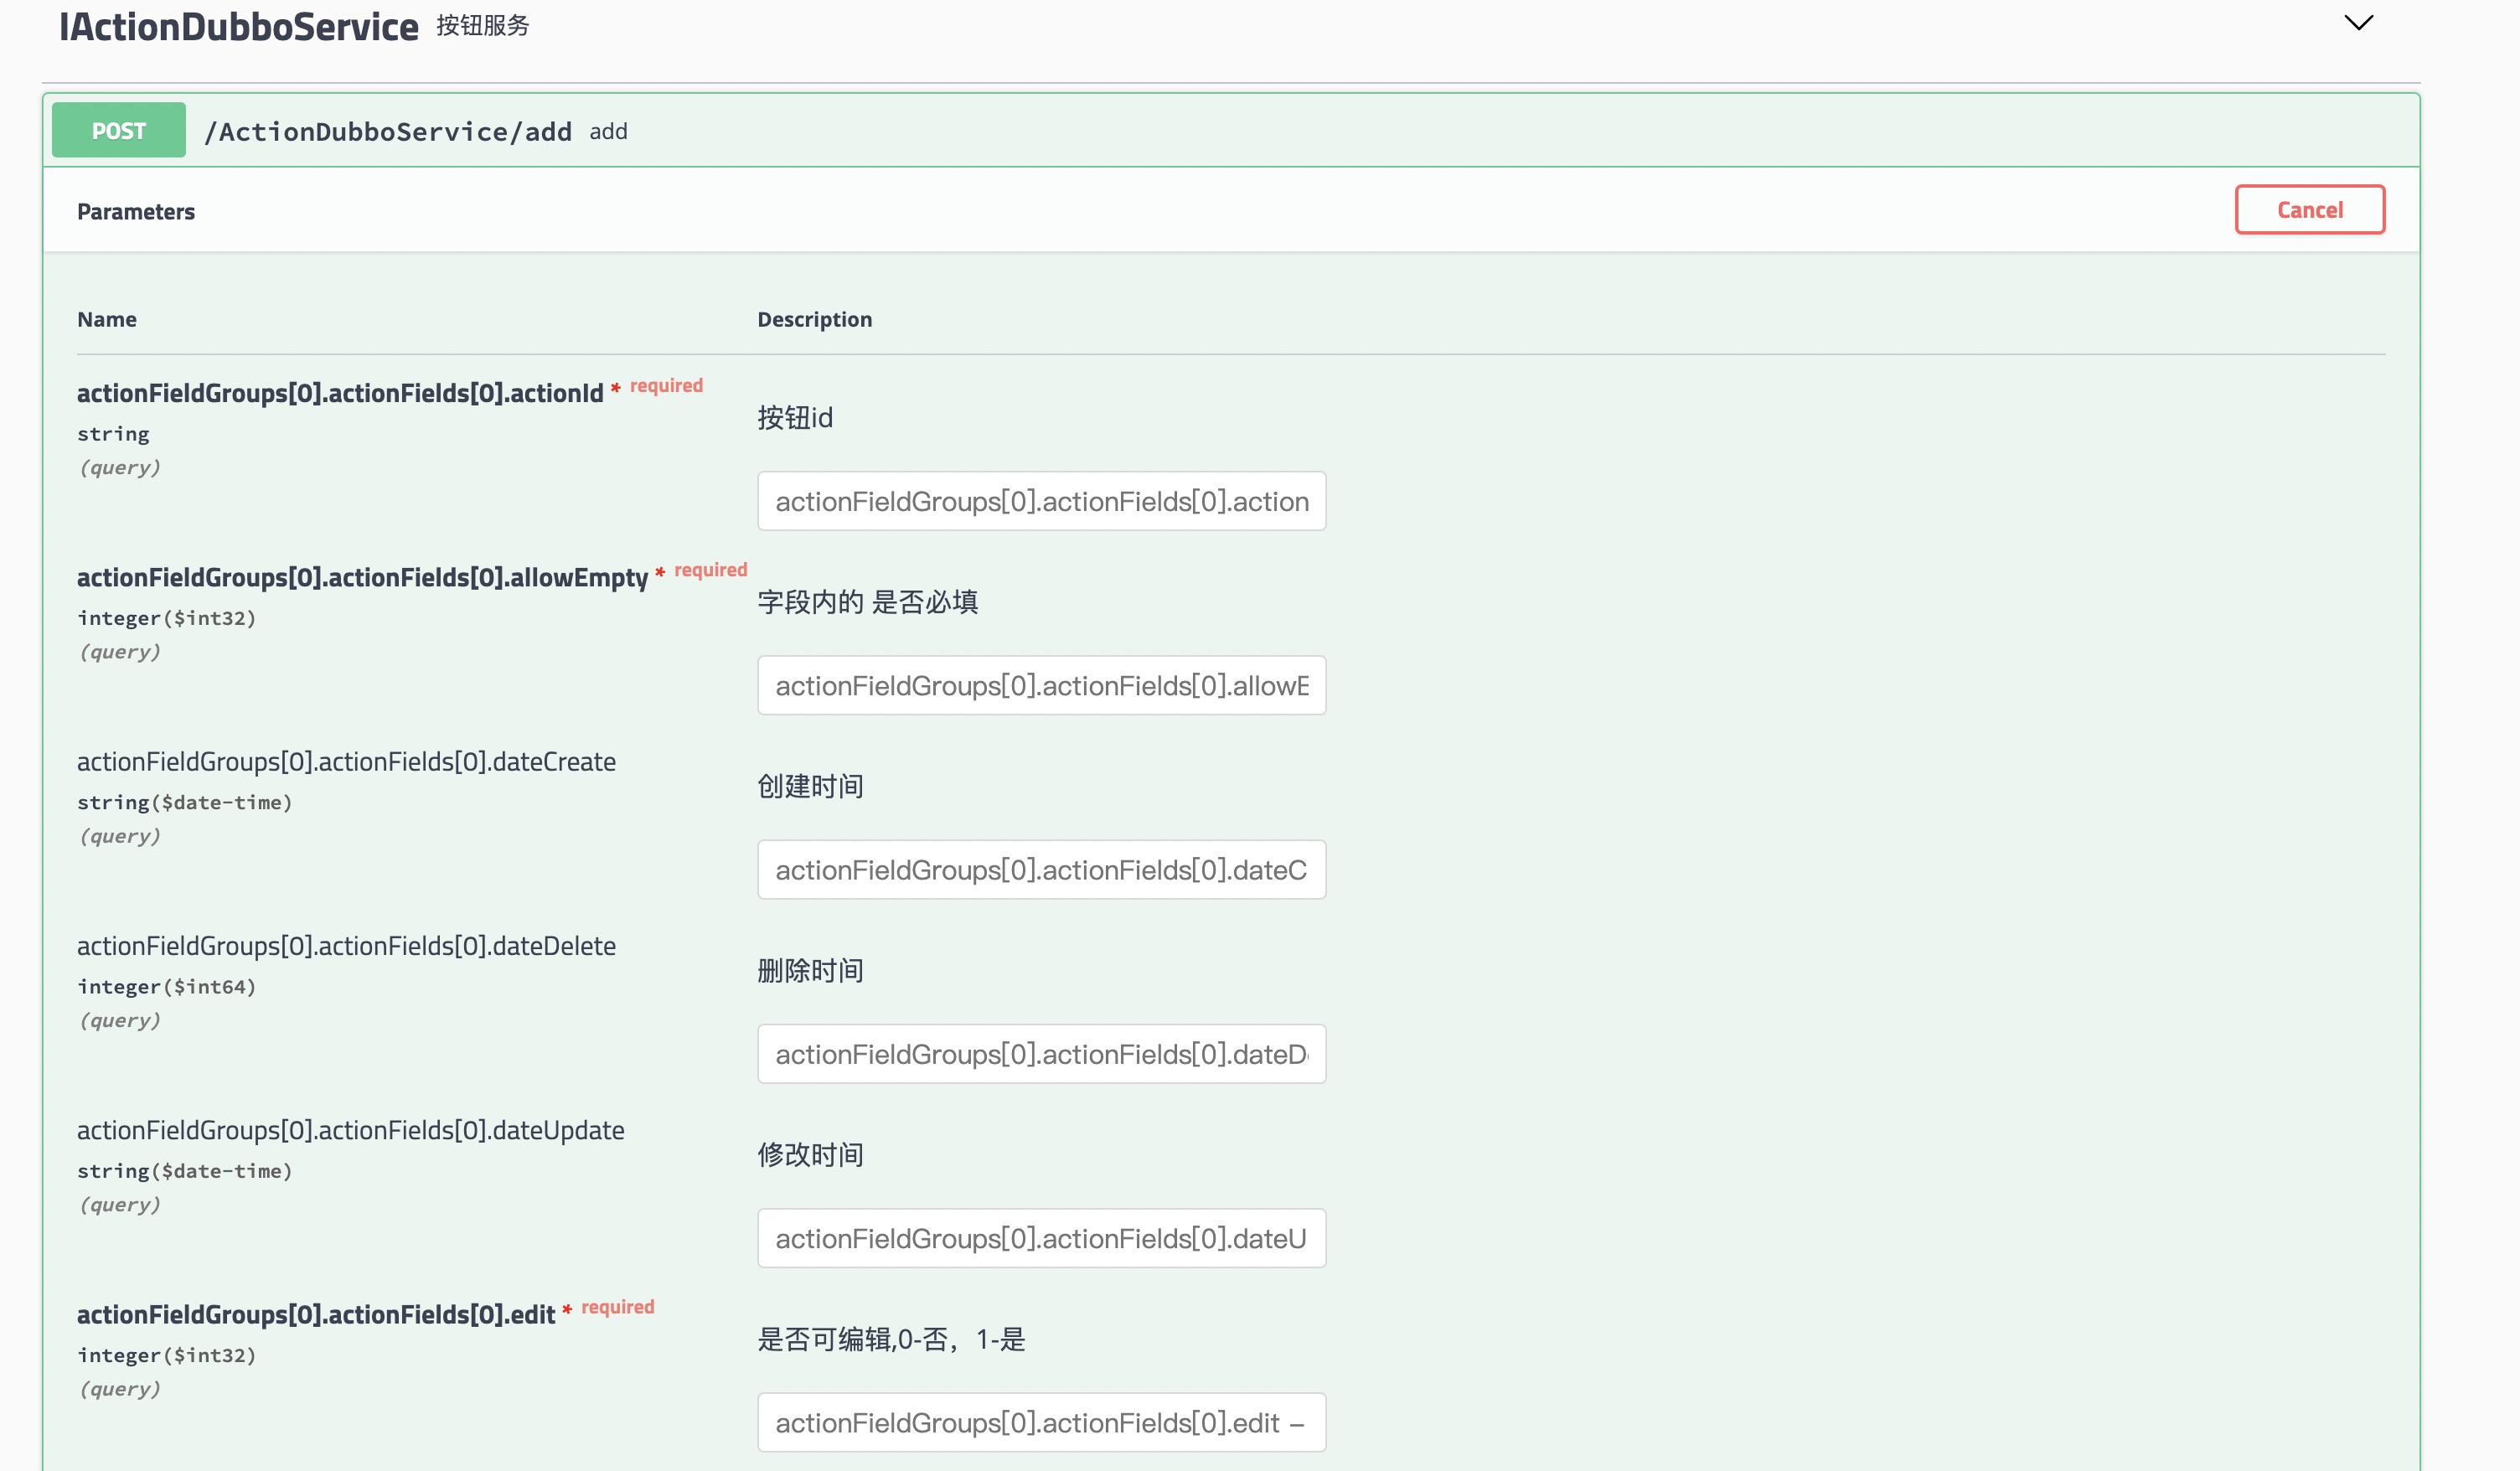 IActionDubboService 按钮服务
POST /ActionDubboService/add add
Parameters Cancel
Name Description
actionFieldGroups[0].actionFields[0].actionId * required
string
(query)
按钮id
actionFieldGroups[0].actionFields[0].action
actionFieldGroups[0].actionFields[0].allowEmpty * required
integer($int32)
(query)
字段内的 是否必填
actionFieldGroups[0].actionFields[0].allowE
actionFieldGroups[0].actionFields[0].dateCreate
string($date-time)
(query)
创建时间
actionFieldGroups[0].actionFields[0].dateC
actionFieldGroups[0].actionFields[0].dateDelete
integer($int64)
(query)
删除时间
actionFieldGroups[0].actionFields[0].dateD
actionFieldGroups[0].actionFields[0].dateUpdate
string($date-time)
(query)
修改时间
actionFieldGroups[0].actionFields[0].dateU
actionFieldGroups[0].actionFields[0].edit * required
integer($int32)
(query)
是否可编辑,0-否，1-是
actionFieldGroups[0].actionFields[0].edit –